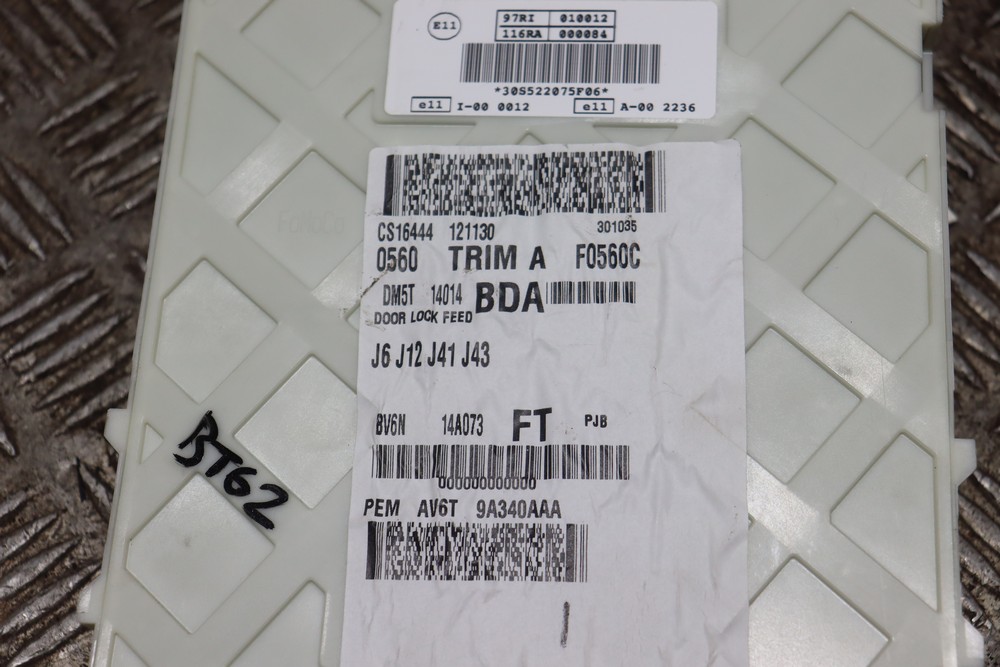 E11
97RI 010012
116RA 000084
*30S522075F06*
e11 I-00 0012 e11 A-00 2236
CS16444 121130 301035
0560 TRIM A F0560C
DM5T 14014 BDA
DOOR LOCK FEED
J6 J12 J41 J43
BV6N 14A073 FT PJB
000000000000
PEM AV6T 9A340AAA
BT62